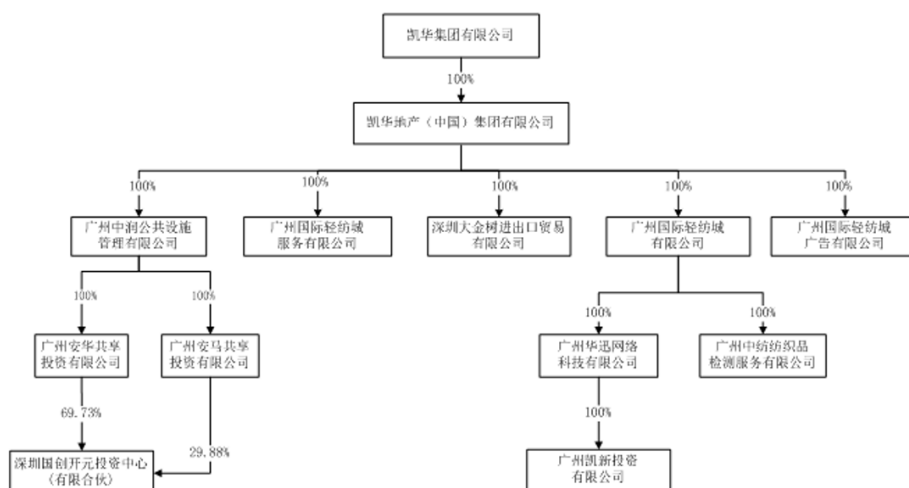 凯华集团有限公司
100%
凯华地产（中国）集团有限公司
100%
100%
100%
100%
100%
广州中润公共设施
管理有限公司
广州国际轻纺城
服务有限公司
深圳大金树进出口贸易
有限公司
广州国际轻纺城
有限公司
广州国际轻纺城
广告有限公司
100%
100%
100%
100%
广州安华共享
投资有限公司
广州安马共享
投资有限公司
广州华迅网络
科技有限公司
广州中纺纺织品
检测服务有限公司
69.73%
29.88%
100%
深圳国创开元投资中心
(有限合伙)
广州凯新投资
有限公司